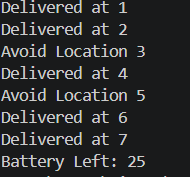 Delivered at 1
Delivered at 2
Avoid Location 3
Delivered at 4
Avoid Location 5
Delivered at 6
Delivered at 7
Battery Left: 25